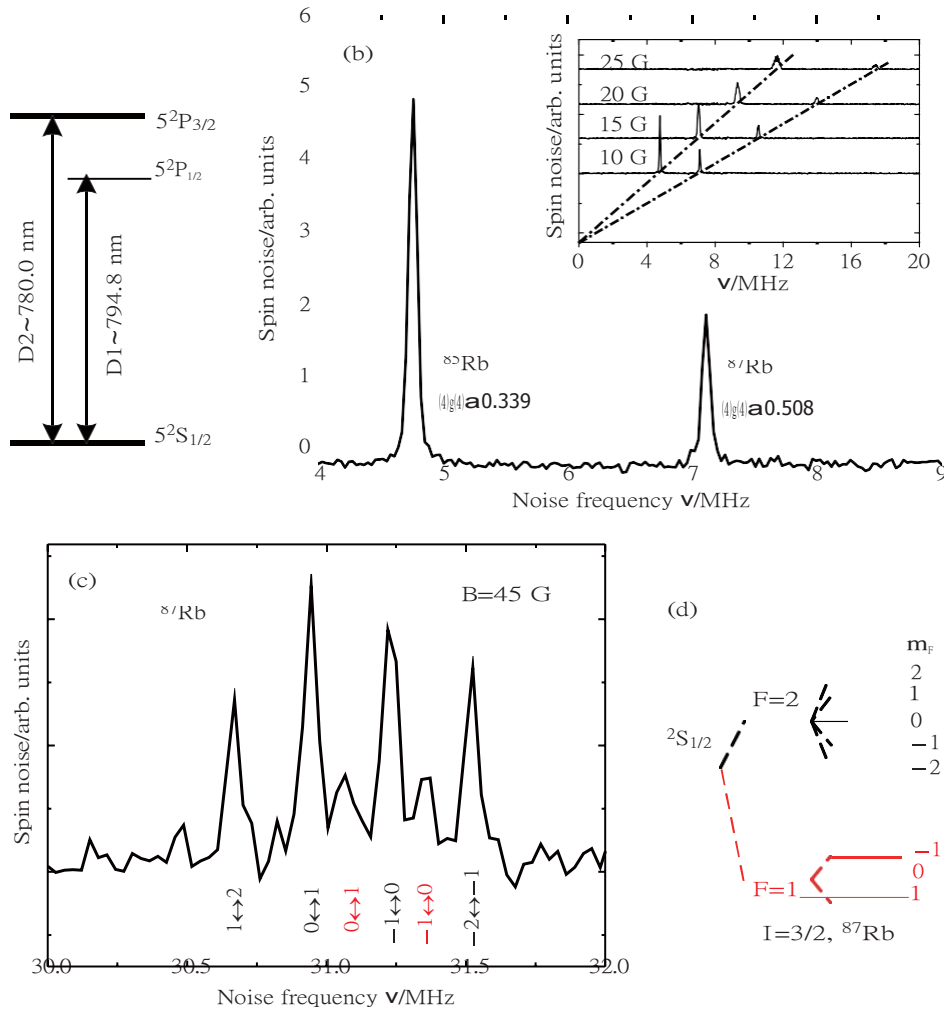 6
5
4
3
2
1
0
Spin noise/arb. units
(b)
⁸⁵Rb
0.339
⁸⁷Rb
0.508
4 5 6 7 8 9
Noise frequency ν/MHz
25 G
20 G
15 G
10 G
Spin noise/arb. units
0 4 8 12 16 20
ν/MHz
5²P₃/₂
5²P₁/₂
D2~780.0 nm
D1~794.8 nm
5²S₁/₂
(c)
⁸⁷Rb
B=45 G
Spin noise/arb. units
1↔2
0↔1
0↔1
−1↔0
−1↔0
−2↔−1
30.0 30.5 31.0 31.5 32.0
Noise frequency ν/MHz
(d)
m_F
2
1
0
−1
−2
F=2
²S₁/₂
−1
0
1
F=1
I=3/2, ⁸⁷Rb